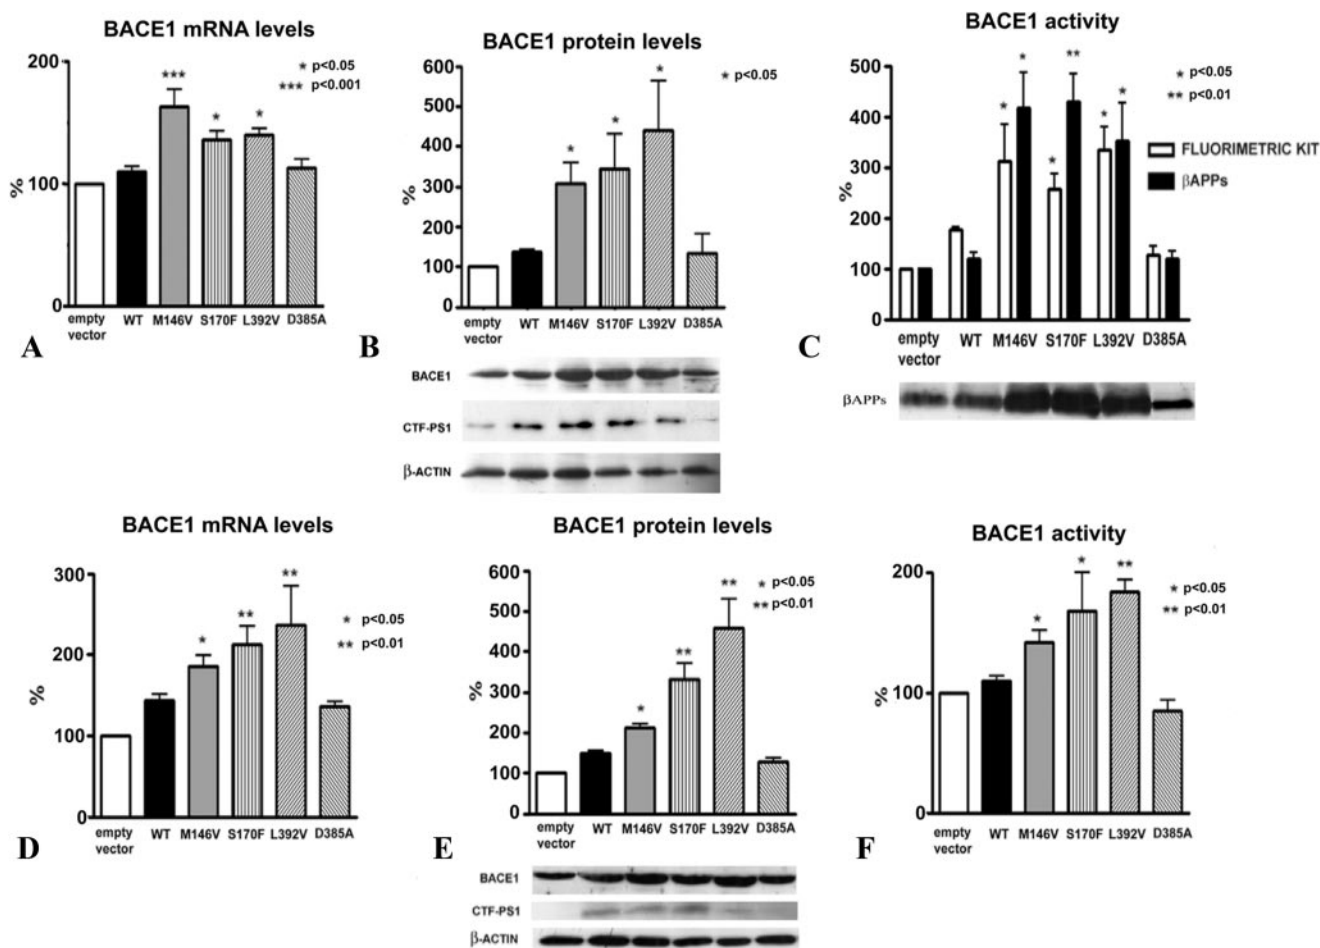 BACE1 mRNA levels
200
100
0
%
*** * *
* p<0.05
*** p<0.001
empty vector WT M146V S170F L392V D385A
A
BACE1 protein levels
600
500
400
300
200
100
0
%
* * *
* p<0.05
empty vector WT M146V S170F L392V D385A
B
BACE1
CTF-PS1
β-ACTIN
BACE1 activity
500
400
300
200
100
0
%
* * * ** * *
* p<0.05
** p<0.01
FLUORIMETRIC KIT
βAPPs
empty vector WT M146V S170F L392V D385A
C
βAPPs
BACE1 mRNA levels
300
200
100
0
%
* ** **
* p<0.05
** p<0.01
empty vector WT M146V S170F L392V D385A
D
BACE1 protein levels
600
500
400
300
200
100
0
%
* ** **
* p<0.05
** p<0.01
empty vector WT M146V S170F L392V D385A
E
BACE1
CTF-PS1
β-ACTIN
BACE1 activity
200
100
0
%
* * **
* p<0.05
** p<0.01
empty vector WT M146V S170F L392V D385A
F